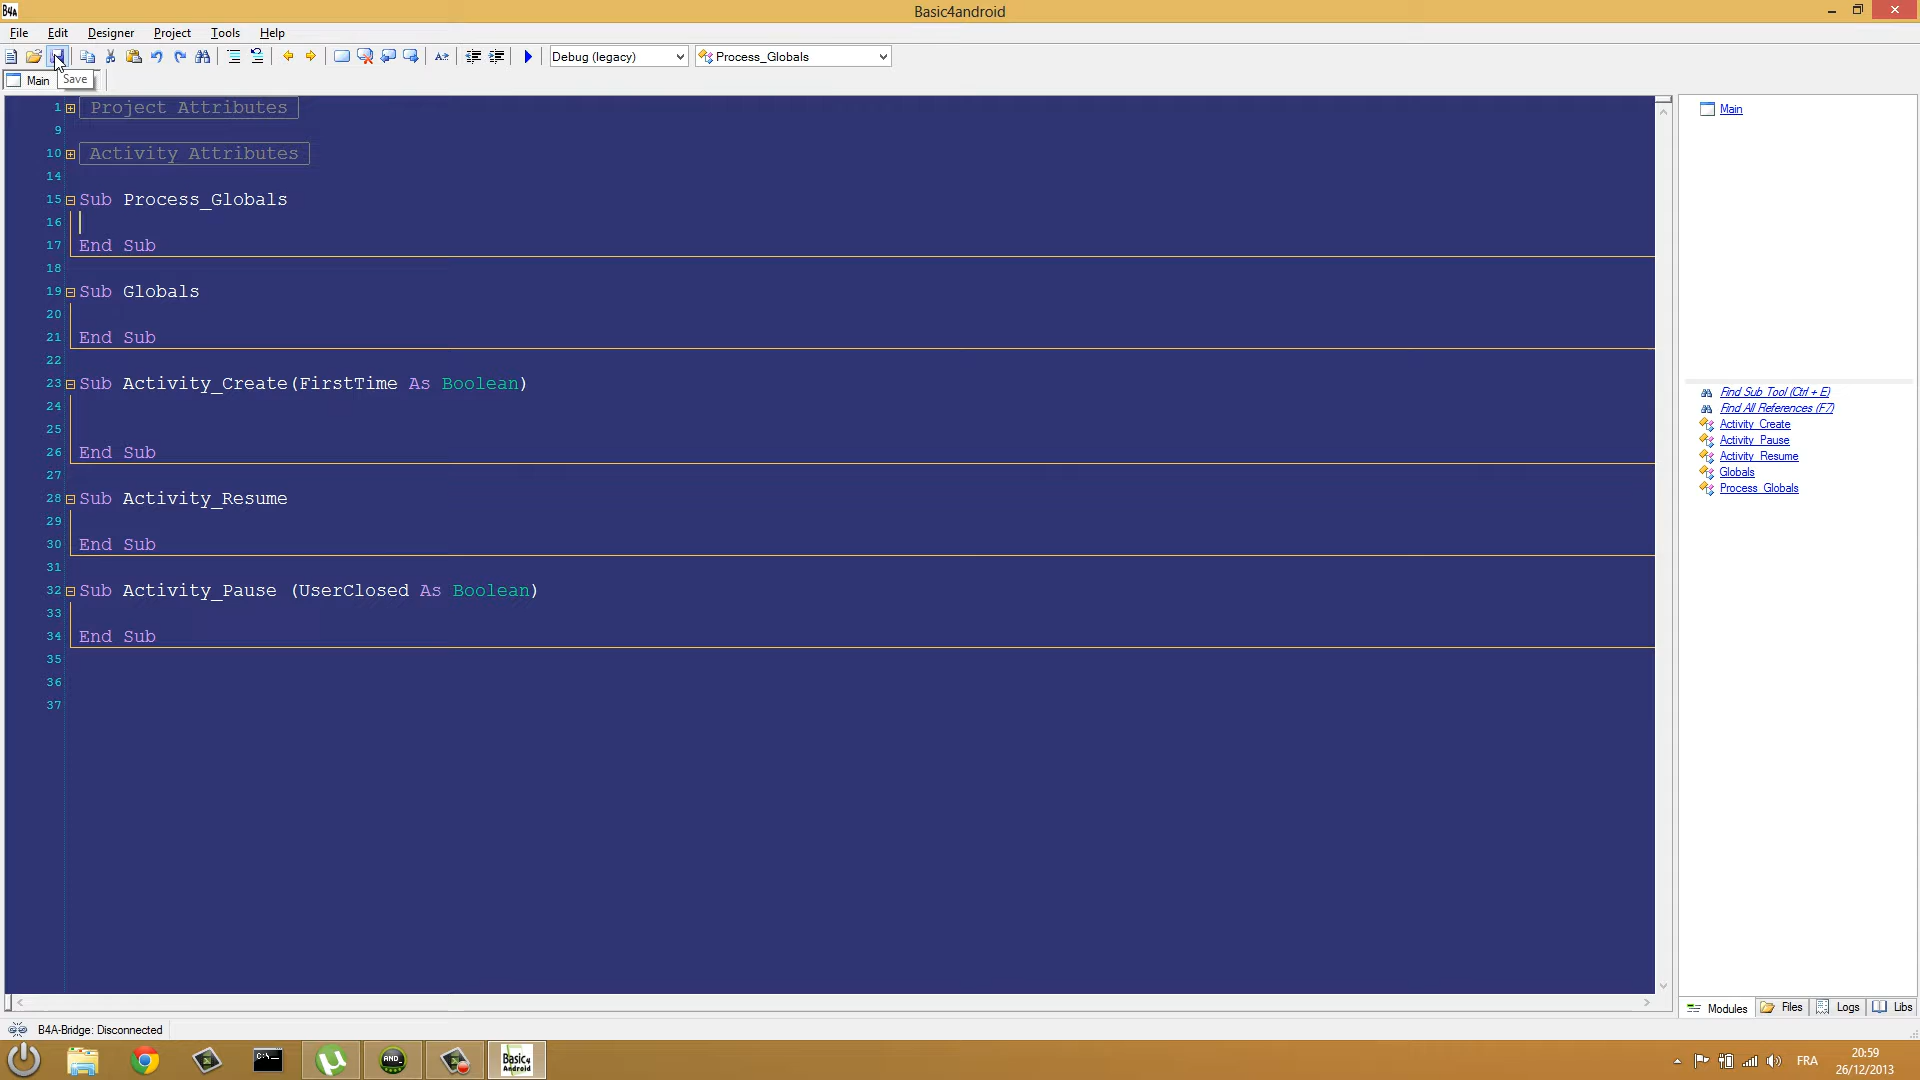 B4A
Basic4android
File Edit Designer Project Tools Help
Debug (legacy) Process_Globals
Main Save
1 Project Attributes
9
10 Activity Attributes
14
15 Sub Process_Globals
16
17 End Sub
18
19 Sub Globals
20
21 End Sub
22
23 Sub Activity_Create(FirstTime As Boolean)
24
25
26 End Sub
27
28 Sub Activity_Resume
29
30 End Sub
31
32 Sub Activity_Pause (UserClosed As Boolean)
33
34 End Sub
35
36
37
Main
Find Sub Tool (Ctrl + E)
Find All References (F7)
Activity_Create
Activity_Pause
Activity_Resume
Globals
Process_Globals
Modules Files Logs Libs
B4A-Bridge: Disconnected
C:\_
AND_
Basic4
Android
FRA
20:59
26/12/2013